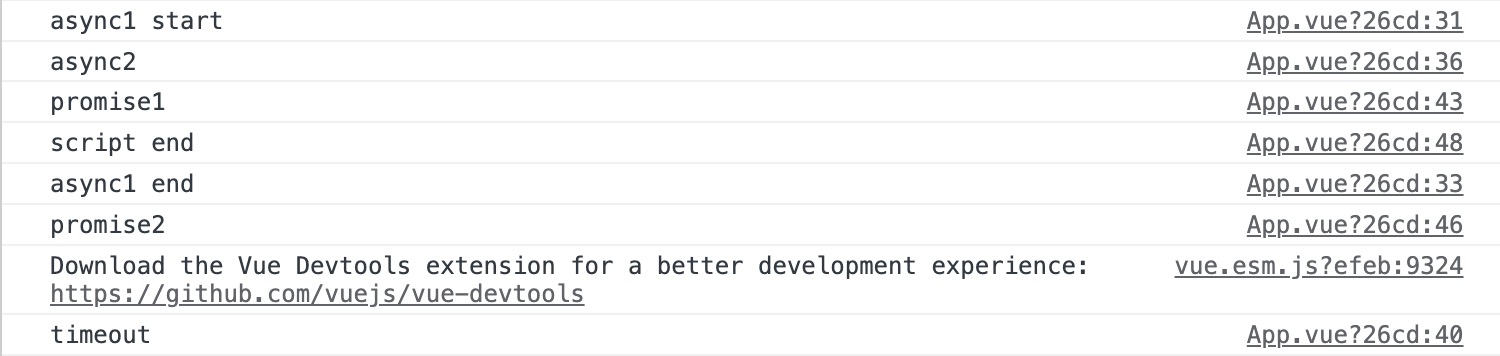 async1 start App.vue?26cd:31
async2 App.vue?26cd:36
promise1 App.vue?26cd:43
script end App.vue?26cd:48
async1 end App.vue?26cd:33
promise2 App.vue?26cd:46
Download the Vue Devtools extension for a better development experience: vue.esm.js?efeb:9324
https://github.com/vuejs/vue-devtools
timeout App.vue?26cd:40